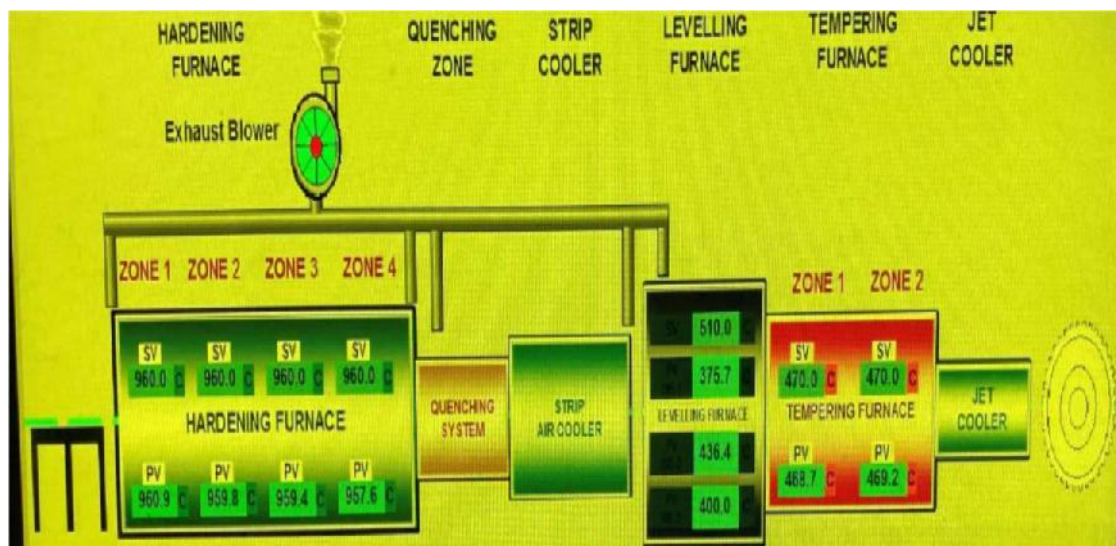 HARDENING
FURNACE
QUENCHING
ZONE
STRIP
COOLER
LEVELLING
FURNACE
TEMPERING
FURNACE
JET
COOLER
Exhaust Blower
ZONE 1
ZONE 2
ZONE 3
ZONE 4
ZONE 1
ZONE 2
SV
SV
SV
SV
960.0 C
960.0 C
960.0 C
960.0 C
HARDENING FURNACE
PV
PV
PV
PV
960.9 C
959.8 C
959.4 C
957.6 C
QUENCHING
SYSTEM
STRIP
AIR COOLER
SV
510.0 C
PV
375.7 C
LEVELLING FURNACE
PV
436.4 C
PV
400.0 C
SV
SV
470.0 C
470.0 C
TEMPERING FURNACE
PV
PV
468.7 C
469.2 C
JET
COOLER